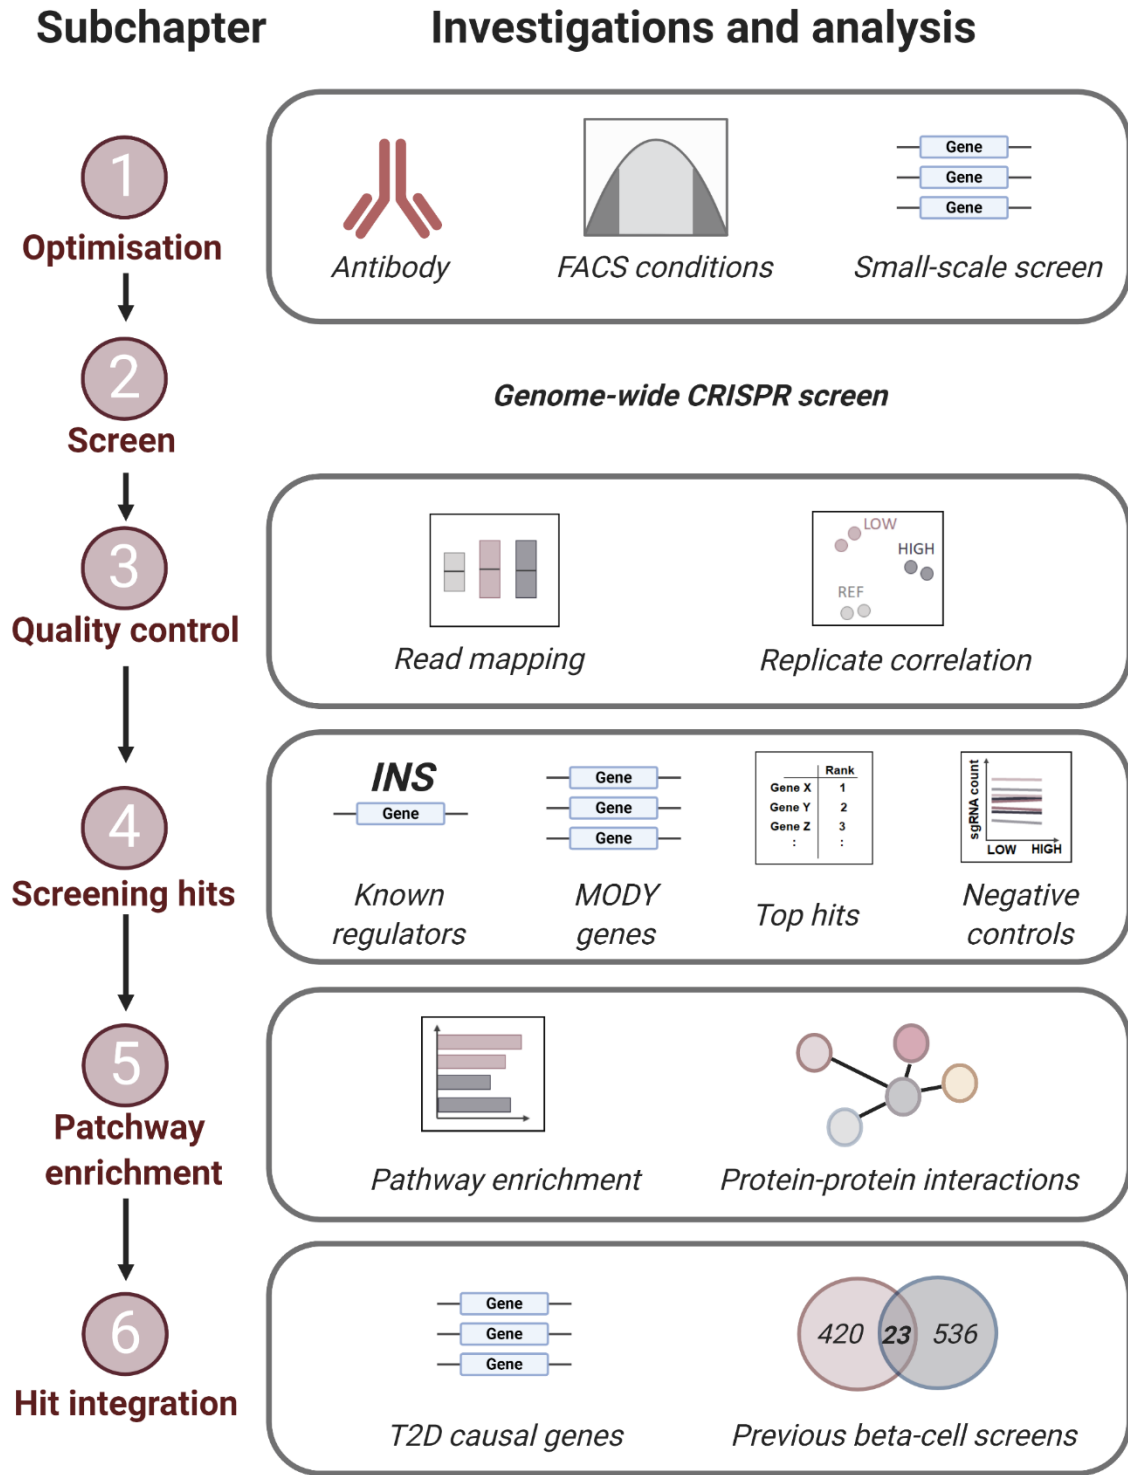 Subchapter
Investigations and analysis
1
Optimisation
Gene
Gene
Gene
Antibody
FACS conditions
Small-scale screen
2
Screen
Genome-wide CRISPR screen
3
Quality control
LOW
HIGH
REF
Read mapping
Replicate correlation
4
Screening hits
INS
Gene
Known
regulators
Gene
Gene
Gene
MODY
genes
Rank
Gene X 1
Gene Y 2
Gene Z 3
: :
Top hits
sgRNA count
LOW HIGH
Negative
controls
5
Patchway
enrichment
Pathway enrichment
Protein-protein interactions
6
Hit integration
Gene
Gene
Gene
T2D causal genes
420 23 536
Previous beta-cell screens